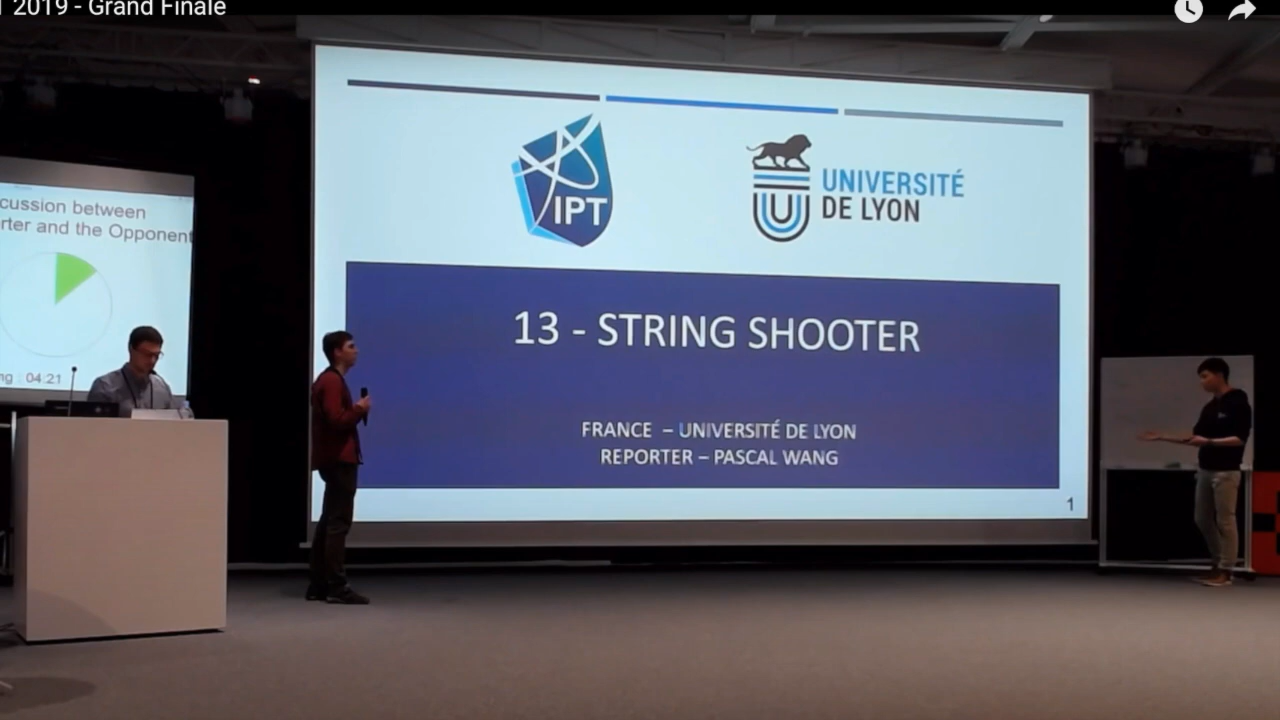 2019 - Grand Finale
IPT
UNIVERSITÉ
DE LYON
cussion between
rter and the Opponent
ng 04:21
13 - STRING SHOOTER
FRANCE – UNIVERSITÉ DE LYON
REPORTER – PASCAL WANG
1